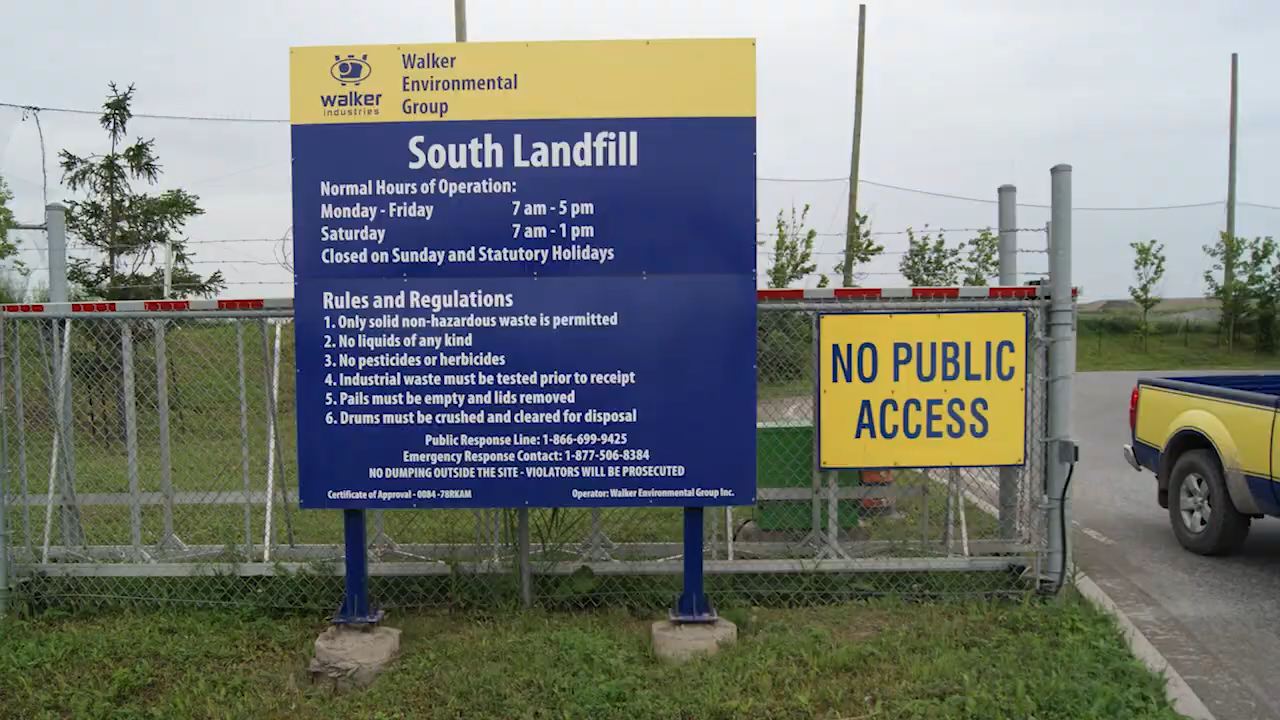 walker
industries
Walker
Environmental
Group
South Landfill
Normal Hours of Operation:
Monday - Friday 7 am - 5 pm
Saturday 7 am - 1 pm
Closed on Sunday and Statutory Holidays
Rules and Regulations
1. Only solid non-hazardous waste is permitted
2. No liquids of any kind
3. No pesticides or herbicides
4. Industrial waste must be tested prior to receipt
5. Pails must be empty and lids removed
6. Drums must be crushed and cleared for disposal
Public Response Line: 1-866-699-9425
Emergency Response Contact: 1-877-506-8384
NO DUMPING OUTSIDE THE SITE - VIOLATORS WILL BE PROSECUTED
Certificate of Approval - 0084 -78RKAM Operator: Walker Environmental Group Inc.
NO PUBLIC
ACCESS